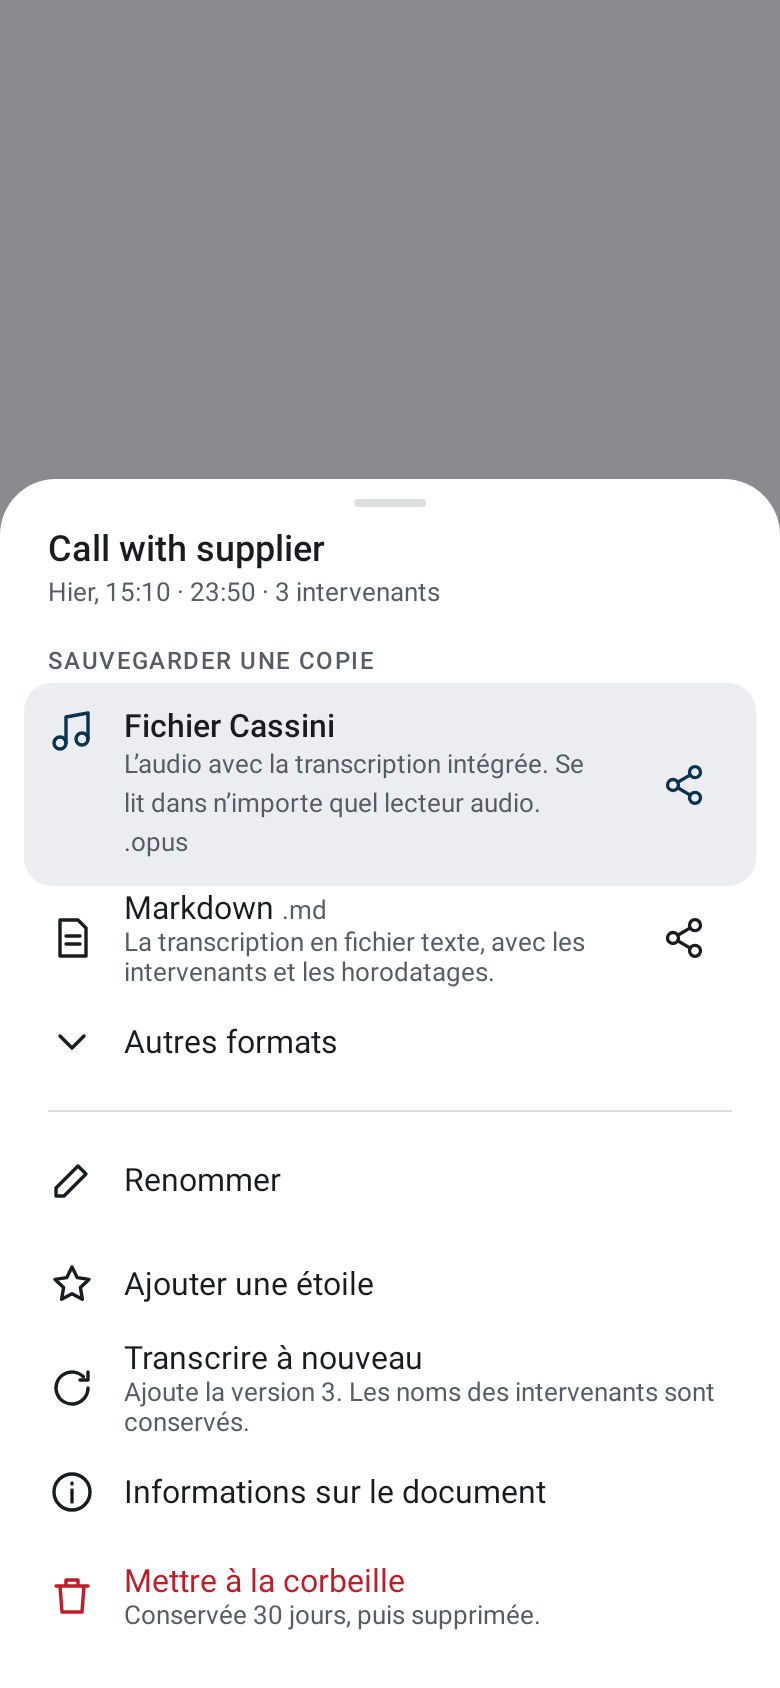 Call with supplier
Hier, 15:10 · 23:50 · 3 intervenants
SAUVEGARDER UNE COPIE
Fichier Cassini
L’audio avec la transcription intégrée. Se
lit dans n’importe quel lecteur audio.
.opus
Markdown .md
La transcription en fichier texte, avec les
intervenants et les horodatages.
Autres formats
Renommer
Ajouter une étoile
Transcrire à nouveau
Ajoute la version 3. Les noms des intervenants sont
conservés.
Informations sur le document
Mettre à la corbeille
Conservée 30 jours, puis supprimée.